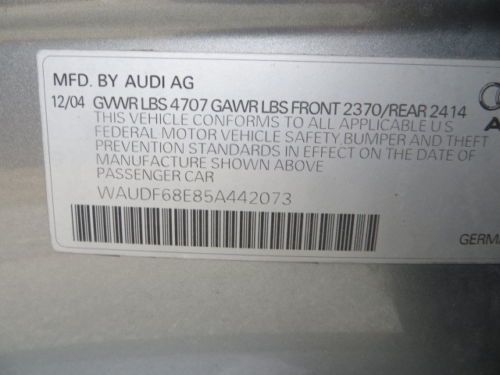 MFD. BY AUDI AG
12/04 GVWR LBS 4707 GAWR LBS FRONT 2370/REAR 2414
THIS VEHICLE CONFORMS TO ALL APPLICABLE U S
FEDERAL MOTOR VEHICLE SAFETY BUMPER AND THEFT
PREVENTION STANDARDS IN EFFECT ON THE DATE OF
MANUFACTURE SHOWN ABOVE
PASSENGER CAR
WAUDF68E85A442073